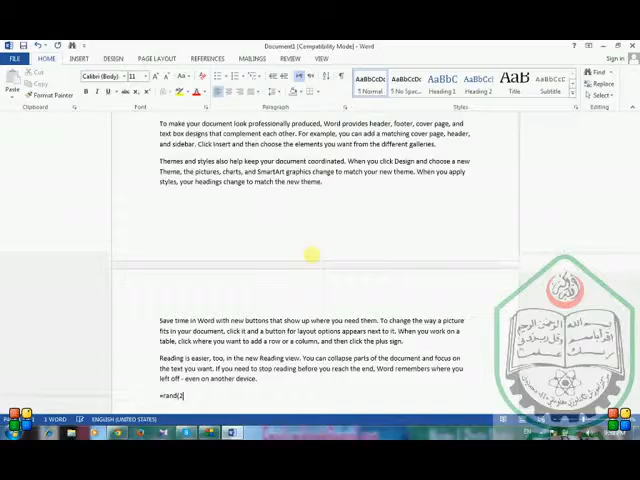 Document1 [Compatibility Mode] - Word
Sign in
FILE HOME INSERT DESIGN PAGE LAYOUT REFERENCES MAILINGS REVIEW VIEW
Cut
Copy
Format Painter
Paste
Calibri (Body) 11
AaBbCcDc AaBbCcDc AaBbC AaBbCc AaB AaBbCcD
¶ Normal ¶ No Spac... Heading 1 Heading 2 Title Subtitle
Find
Replace
Select
Clipboard Font Paragraph Styles Editing
To make your document look professionally produced, Word provides header, footer, cover page, and
text box designs that complement each other. For example, you can add a matching cover page, header,
and sidebar. Click Insert and then choose the elements you want from the different galleries.
Themes and styles also help keep your document coordinated. When you click Design and choose a new
Theme, the pictures, charts, and SmartArt graphics change to match your new theme. When you apply
styles, your headings change to match the new theme.
Save time in Word with new buttons that show up where you need them. To change the way a picture
fits in your document, click it and a button for layout options appears next to it. When you work on a
table, click where you want to add a row or a column, and then click the plus sign.
Reading is easier, too, in the new Reading view. You can collapse parts of the document and focus on
the text you want. If you need to stop reading before you reach the end, Word remembers where you
left off - even on another device.
=rand(2
1 WORD ENGLISH (UNITED STATES)
EN